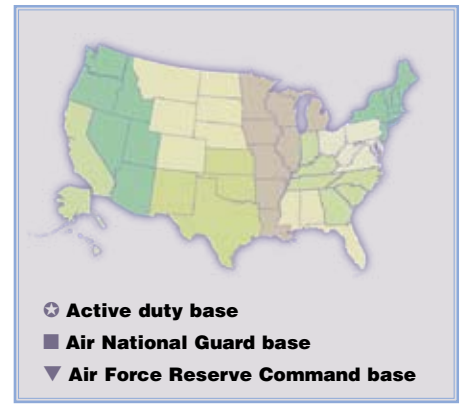 Active duty base
Air National Guard base
Air Force Reserve Command base